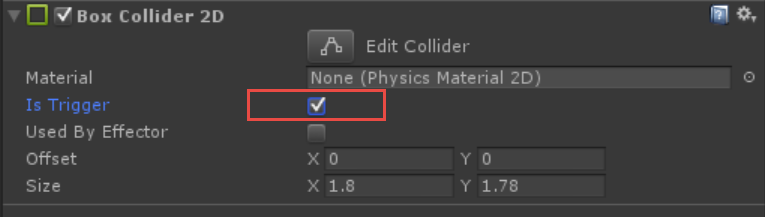 Box Collider 2D
Edit Collider
Material None (Physics Material 2D)
Is Trigger
Used By Effector
Offset X 0 Y 0
Size X 1.8 Y 1.78